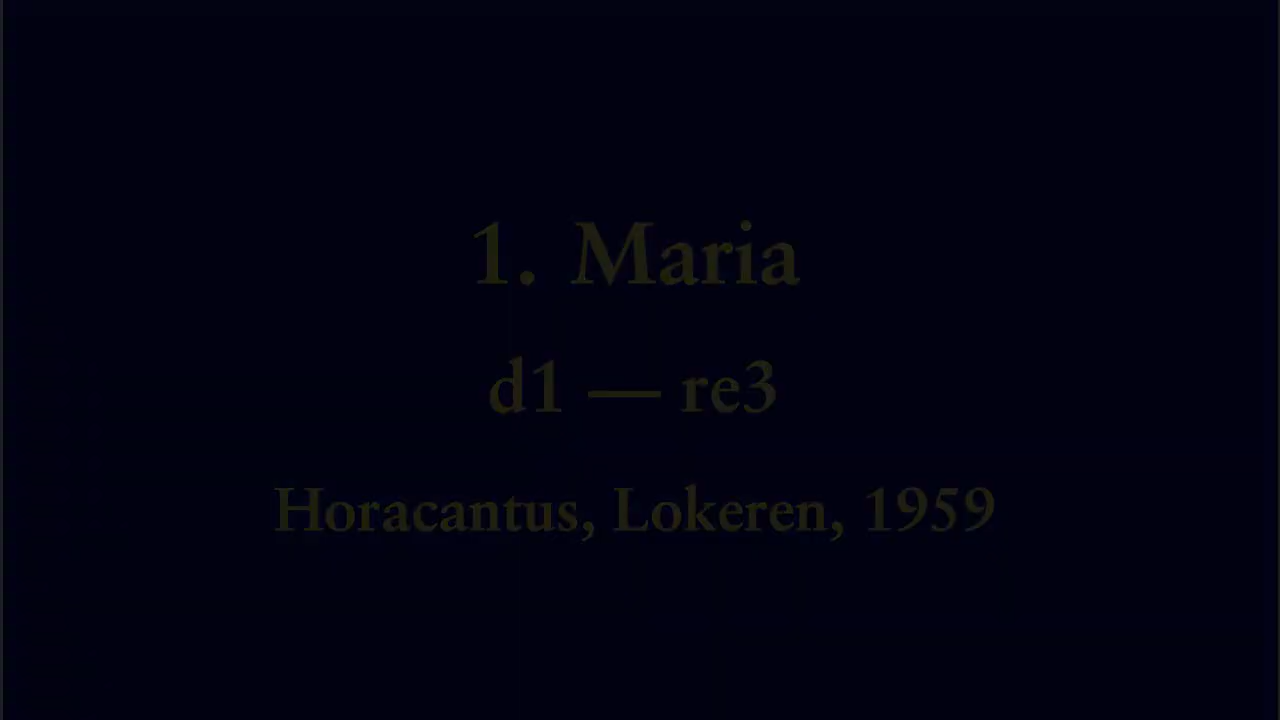 1. Maria
d1 — re3
Horacantus, Lokeren, 1959